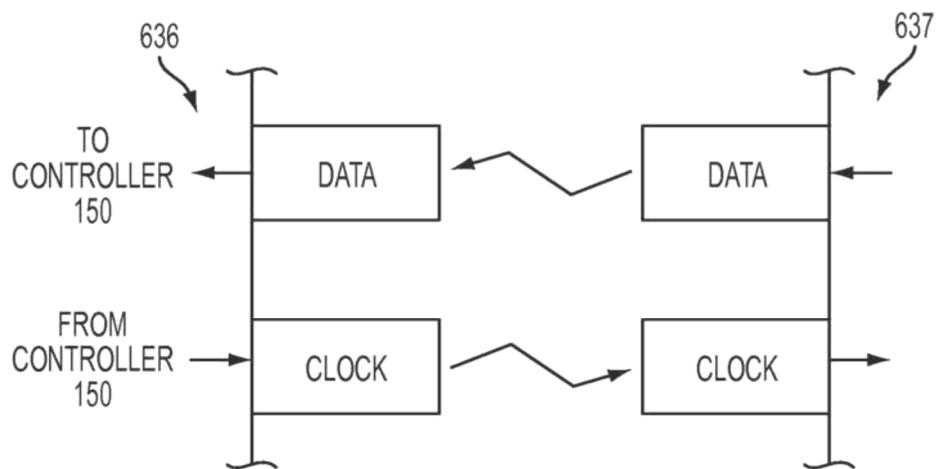 636
637
TO
CONTROLLER
150
DATA
DATA
FROM
CONTROLLER
150
CLOCK
CLOCK